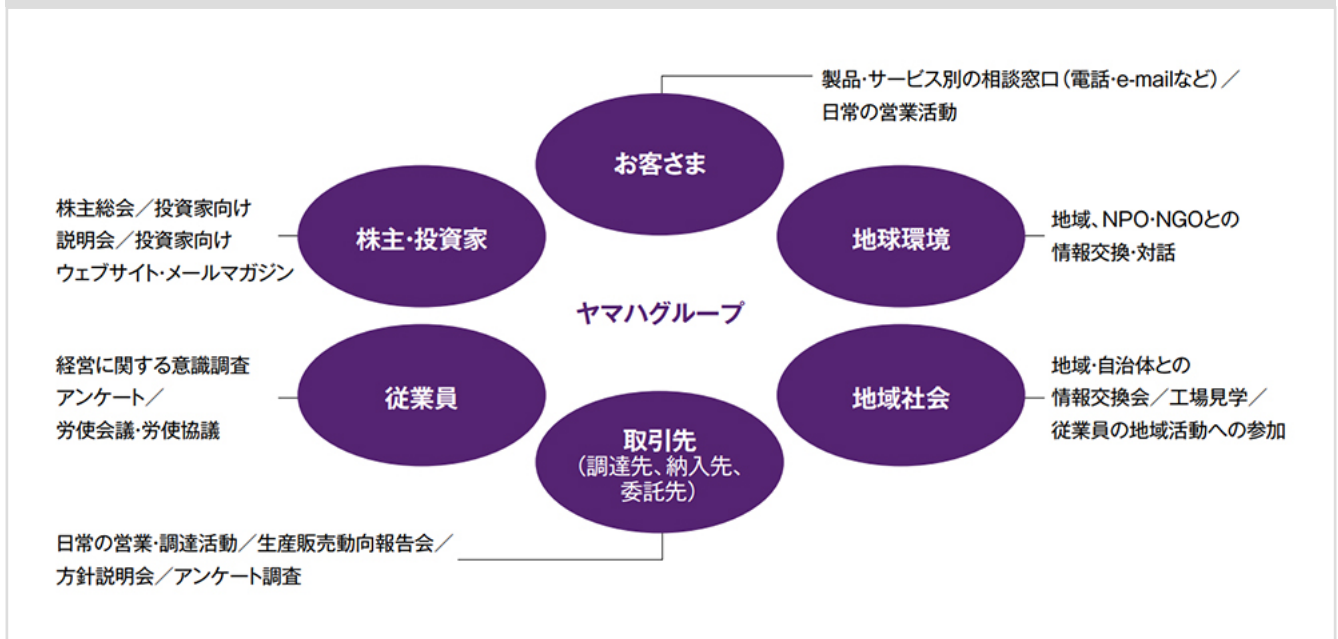 製品・サービス別の相談窓口（電話・e-mailなど）／
日常の営業活動
お客さま
株主総会／投資家向け
説明会／投資家向け
ウェブサイト・メールマガジン
株主・投資家
地球環境
地域、NPO・NGOとの
情報交換・対話
ヤマハグループ
経営に関する意識調査
アンケート／
労使会議・労使協議
従業員
地域社会
地域・自治体との
情報交換会／工場見学／
従業員の地域活動への参加
取引先
（調達先、納入先、
委託先）
日常の営業・調達活動／生産販売動向報告会／
方針説明会／アンケート調査